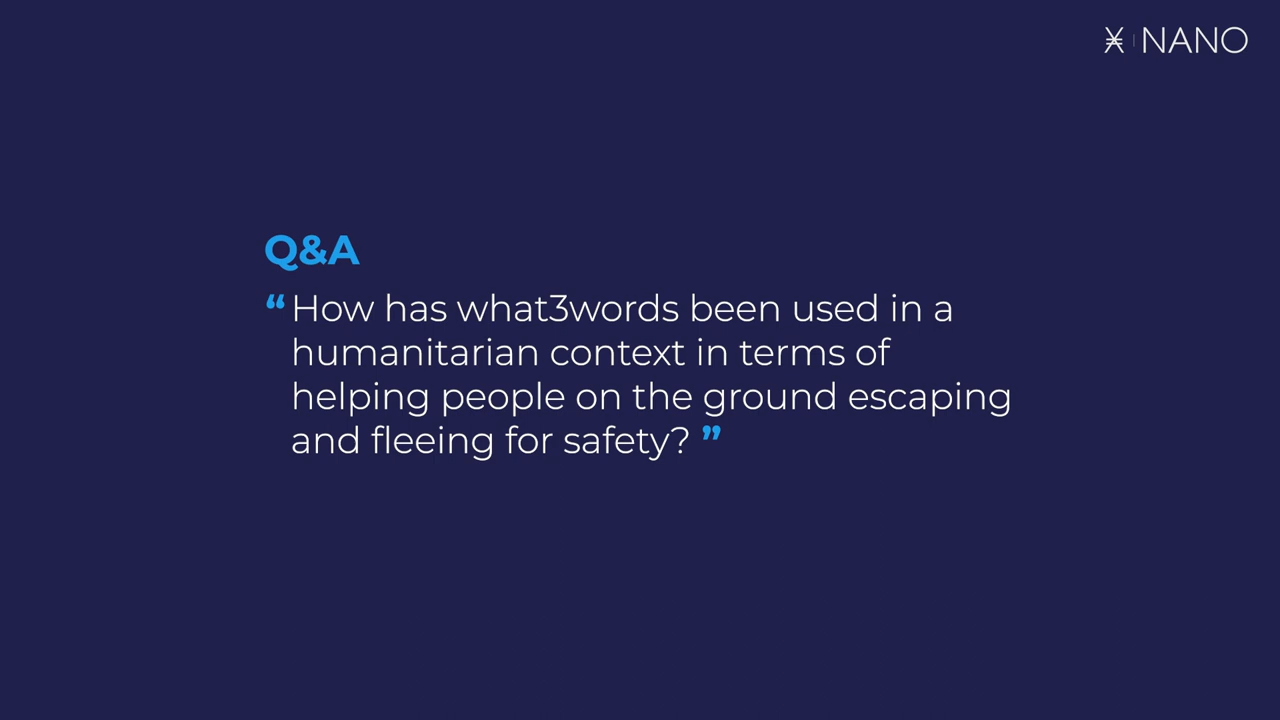 NANO
Q&A
“ How has what3words been used in a
humanitarian context in terms of
helping people on the ground escaping
and fleeing for safety? ”